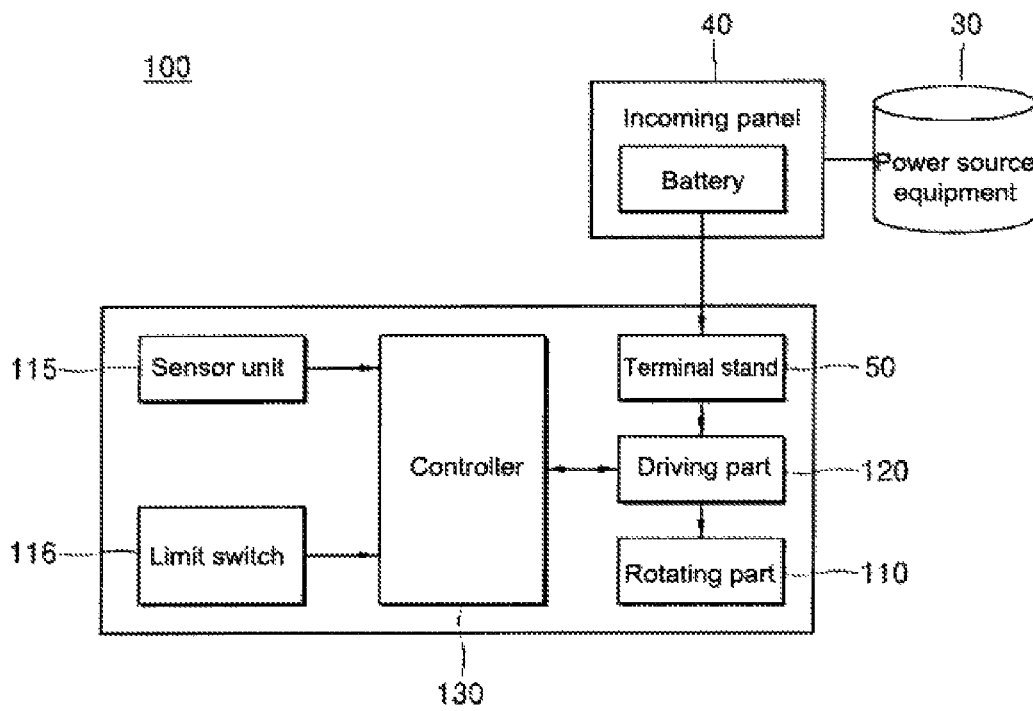 100
40
30
Incoming panel
Battery
Power source
equipment
115
Sensor unit
Terminal stand
50
Controller
Driving part
120
116
Limit switch
Rotating part
110
130